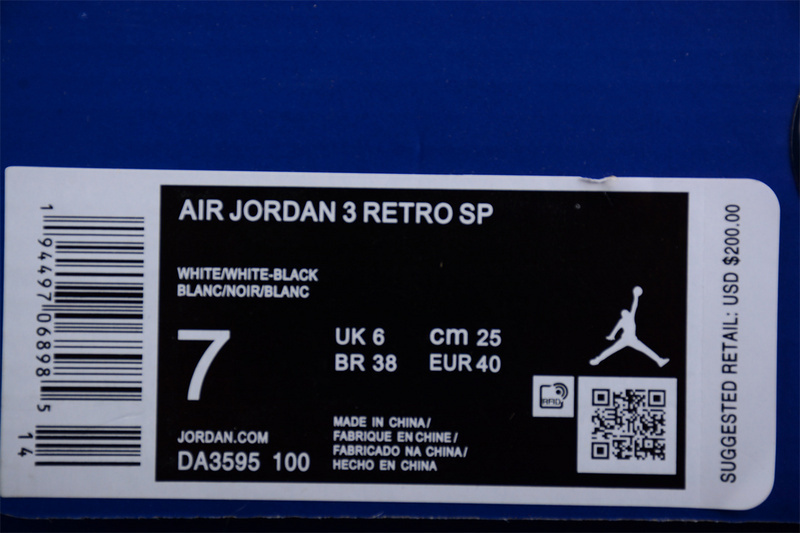 AIR JORDAN 3 RETRO SP
WHITE/WHITE-BLACK
BLANC/NOIR/BLANC
7
UK 6 cm 25
BR 38 EUR 40
JORDAN.COM
DA3595 100
MADE IN CHINA/
FABRIQUE EN CHINE/
FABRICADO NA CHINA/
HECHO EN CHINA
RFID
1 94497 06898 5 14
SUGGESTED RETAIL: USD $200.00